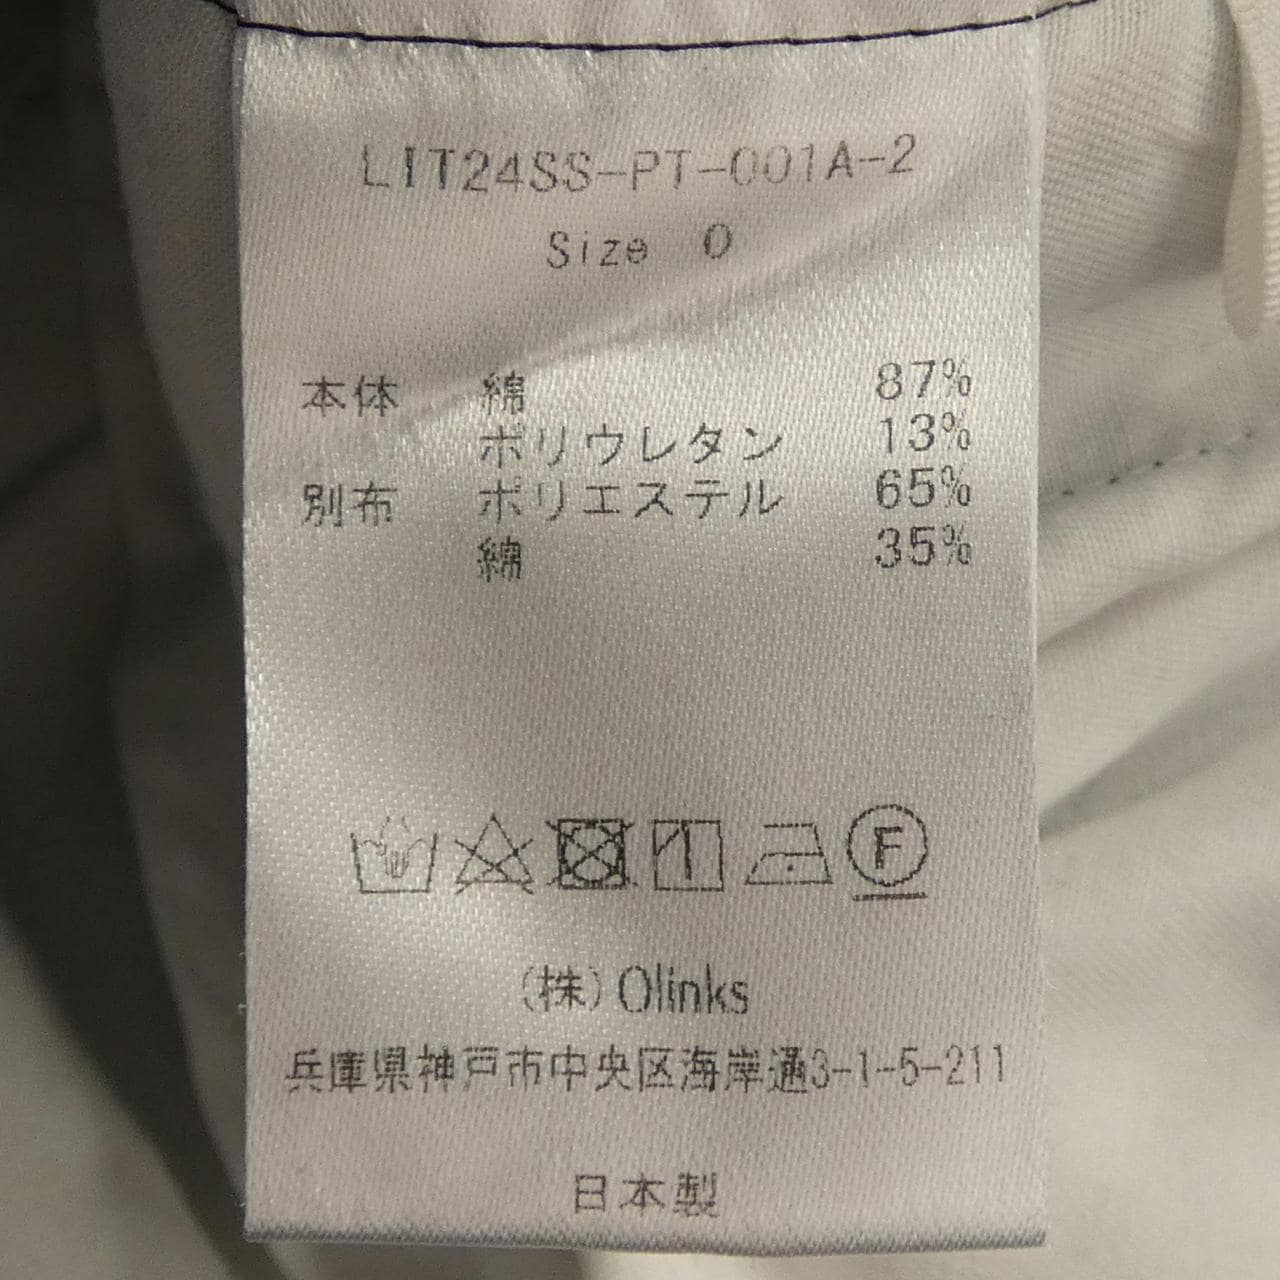 LIT24SS-PT-001A-2
Size 0
本体 綿 87%
ポリウレタン 13%
別布 ポリエステル 65%
綿 35%
F
(株)Olinks
兵庫県神戸市中央区海岸通3-1-5-211
日本製